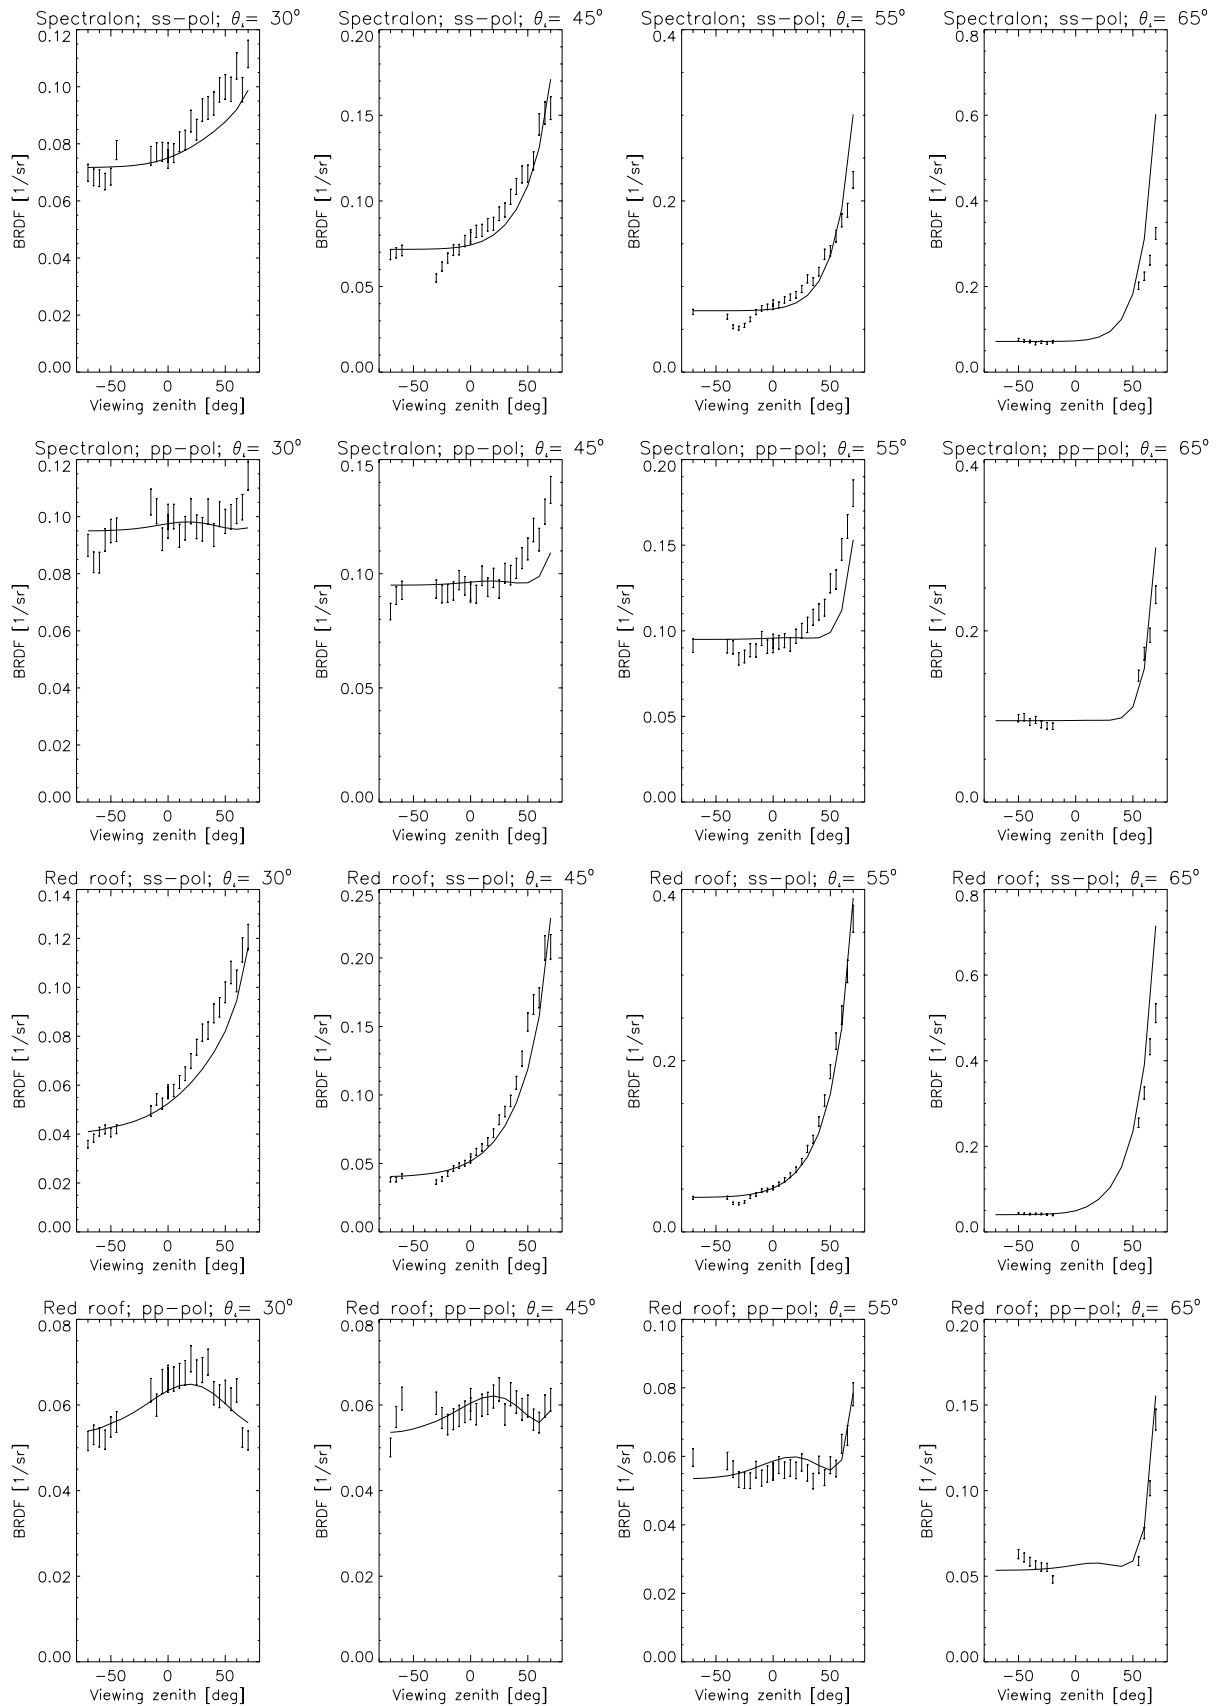 Spectralon; ss-pol; θᵢ= 30°
0.12
0.10
0.08
0.06
0.04
0.02
0.00
BRDF [1/sr]
-50 0 50
Viewing zenith [deg]
Spectralon; ss-pol; θᵢ= 45°
0.20
0.15
0.10
0.05
0.00
BRDF [1/sr]
-50 0 50
Viewing zenith [deg]
Spectralon; ss-pol; θᵢ= 55°
0.4
0.2
0.0
BRDF [1/sr]
-50 0 50
Viewing zenith [deg]
Spectralon; ss-pol; θᵢ= 65°
0.8
0.6
0.4
0.2
0.0
BRDF [1/sr]
-50 0 50
Viewing zenith [deg]
Spectralon; pp-pol; θᵢ= 30°
0.12
0.10
0.08
0.06
0.04
0.02
0.00
BRDF [1/sr]
-50 0 50
Viewing zenith [deg]
Spectralon; pp-pol; θᵢ= 45°
0.15
0.10
0.05
0.00
BRDF [1/sr]
-50 0 50
Viewing zenith [deg]
Spectralon; pp-pol; θᵢ= 55°
0.20
0.15
0.10
0.05
0.00
BRDF [1/sr]
-50 0 50
Viewing zenith [deg]
Spectralon; pp-pol; θᵢ= 65°
0.4
0.2
0.0
BRDF [1/sr]
-50 0 50
Viewing zenith [deg]
Red roof; ss-pol; θᵢ= 30°
0.14
0.12
0.10
0.08
0.06
0.04
0.02
0.00
BRDF [1/sr]
-50 0 50
Viewing zenith [deg]
Red roof; ss-pol; θᵢ= 45°
0.25
0.20
0.15
0.10
0.05
0.00
BRDF [1/sr]
-50 0 50
Viewing zenith [deg]
Red roof; ss-pol; θᵢ= 55°
0.4
0.2
0.0
BRDF [1/sr]
-50 0 50
Viewing zenith [deg]
Red roof; ss-pol; θᵢ= 65°
0.8
0.6
0.4
0.2
0.0
BRDF [1/sr]
-50 0 50
Viewing zenith [deg]
Red roof; pp-pol; θᵢ= 30°
0.08
0.06
0.04
0.02
0.00
BRDF [1/sr]
-50 0 50
Viewing zenith [deg]
Red roof; pp-pol; θᵢ= 45°
0.08
0.06
0.04
0.02
0.00
BRDF [1/sr]
-50 0 50
Viewing zenith [deg]
Red roof; pp-pol; θᵢ= 55°
0.10
0.08
0.06
0.04
0.02
0.00
BRDF [1/sr]
-50 0 50
Viewing zenith [deg]
Red roof; pp-pol; θᵢ= 65°
0.20
0.15
0.10
0.05
0.00
BRDF [1/sr]
-50 0 50
Viewing zenith [deg]